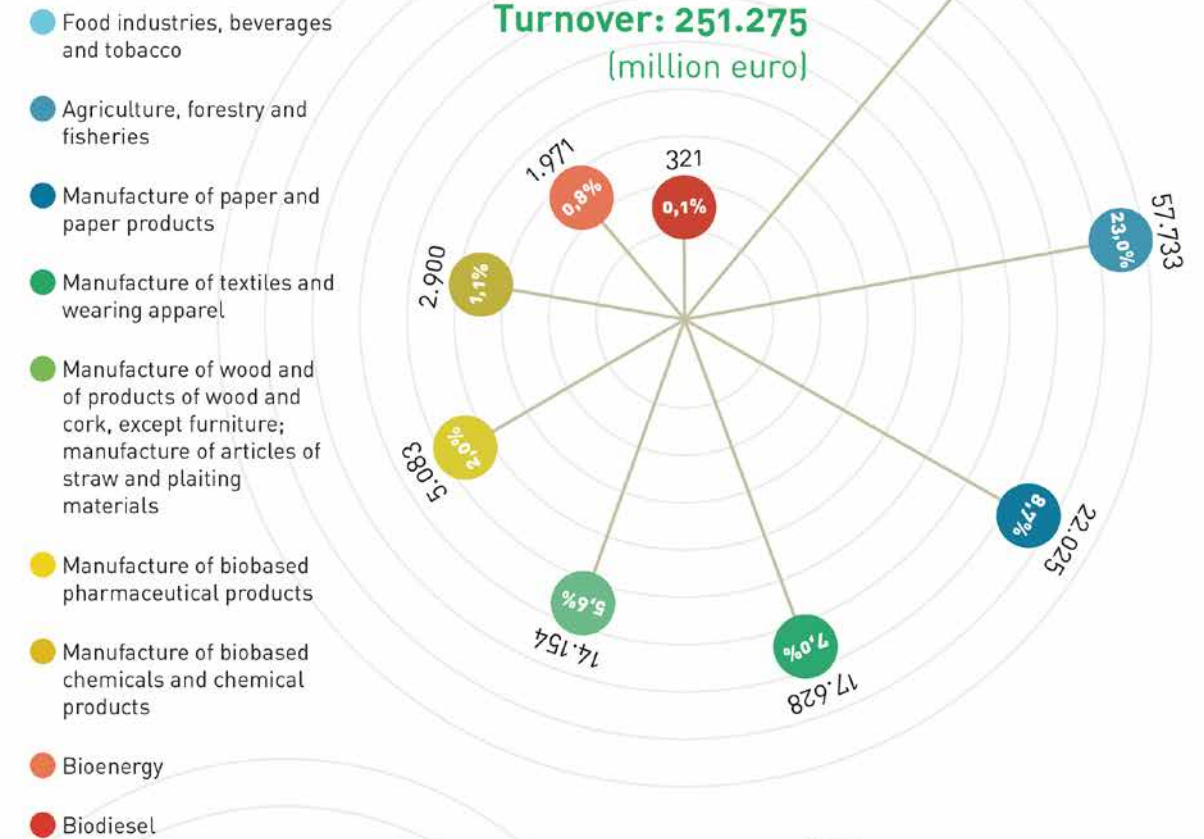 Food industries, beverages
and tobacco
Agriculture, forestry and
fisheries
Manufacture of paper and
paper products
Manufacture of textiles and
wearing apparel
Manufacture of wood and
of products of wood and
cork, except furniture;
manufacture of articles of
straw and plaiting
materials
Manufacture of biobased
pharmaceutical products
Manufacture of biobased
chemicals and chemical
products
Bioenergy
Biodiesel
Turnover: 251.275
(million euro)
321
0,1%
57.733
23,0%
22.025
8,7%
17.628
7,0%
14.154
5,6%
5.083
2,0%
2.900
1,1%
1.971
0,8%